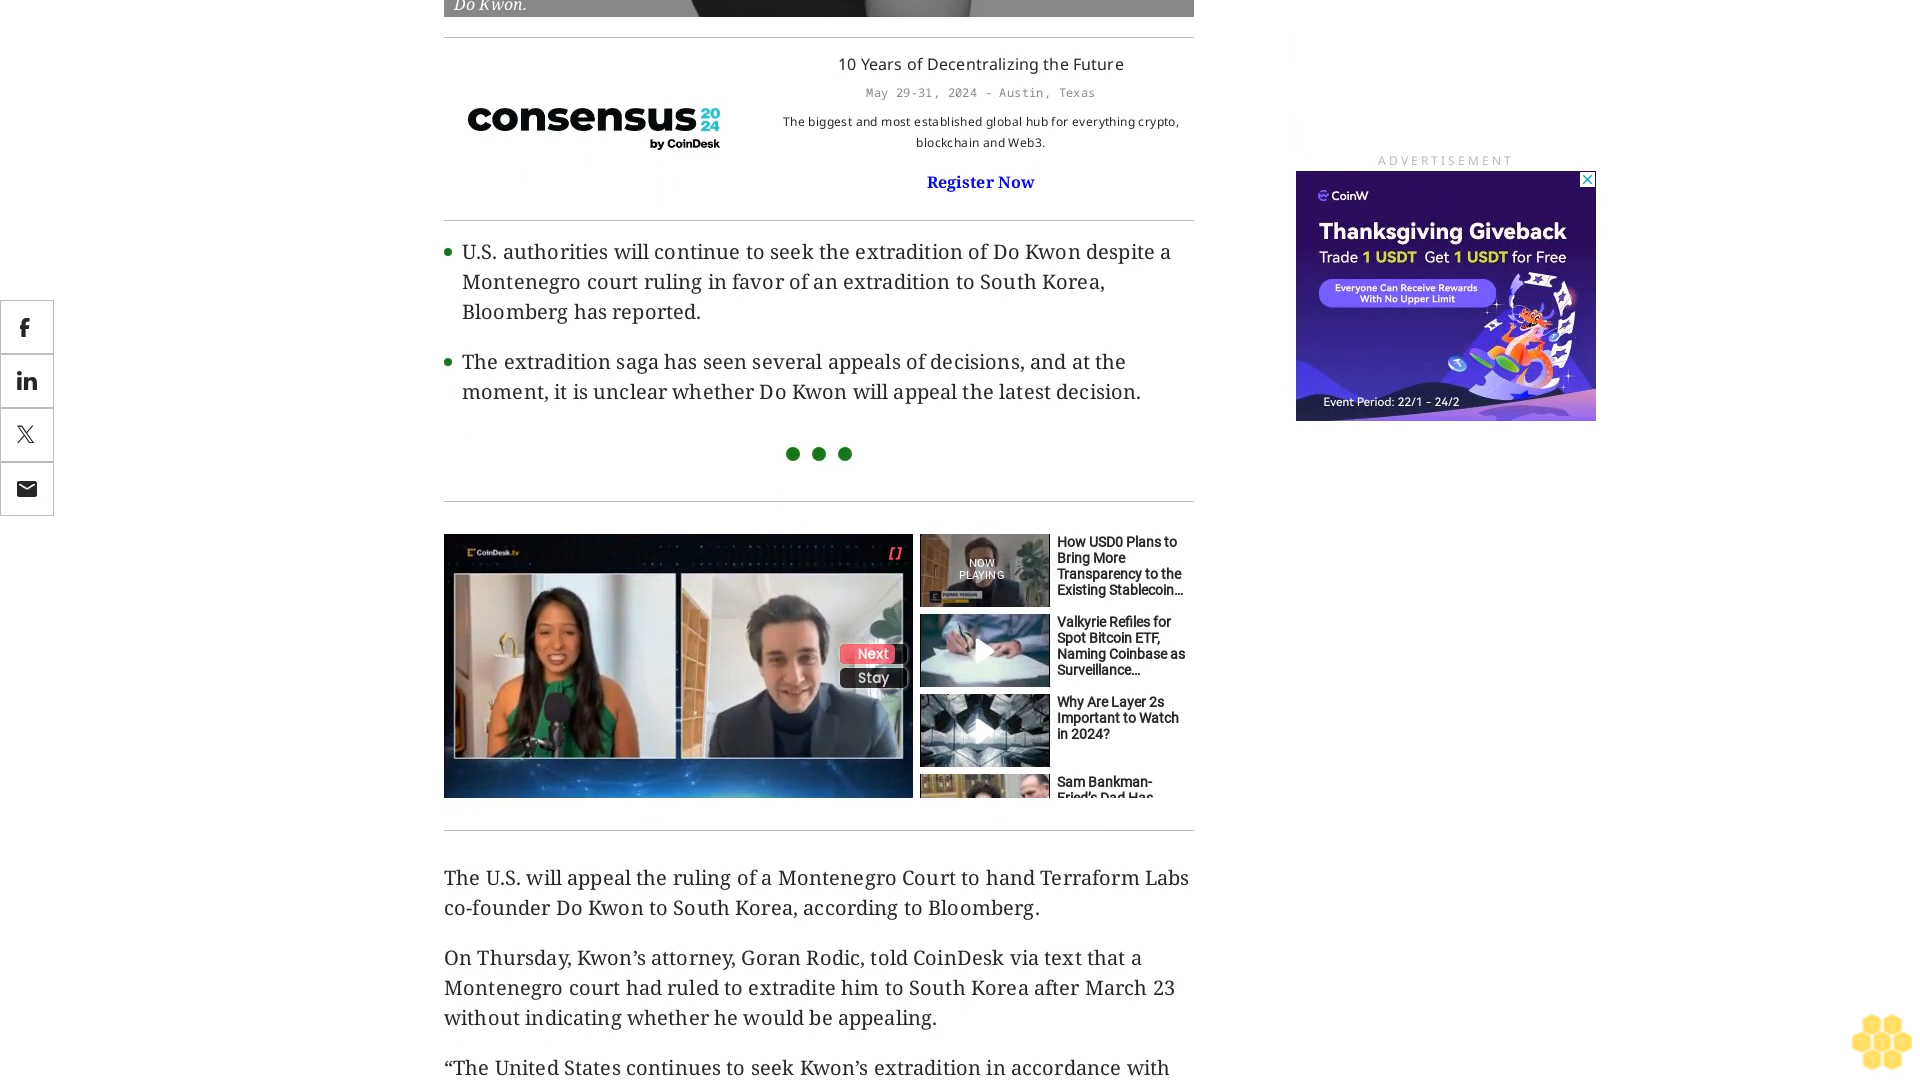 Do Kwon.
10 Years of Decentralizing the Future
May 29-31, 2024 - Austin, Texas
consensus 2024
by CoinDesk
The biggest and most established global hub for everything crypto,
blockchain and Web3.
Register Now
ADVERTISEMENT
CoinW
Thanksgiving Giveback
Trade 1 USDT Get 1 USDT for Free
Everyone Can Receive Rewards
With No Upper Limit
Event Period: 22/1 - 24/2
U.S. authorities will continue to seek the extradition of Do Kwon despite a
Montenegro court ruling in favor of an extradition to South Korea,
Bloomberg has reported.
The extradition saga has seen several appeals of decisions, and at the
moment, it is unclear whether Do Kwon will appeal the latest decision.
CoinDesk.tv
Next
Stay
NOW
PLAYING
PIERRE PERSON
How USD0 Plans to
Bring More
Transparency to the
Existing Stablecoin...
Valkyrie Refiles for
Spot Bitcoin ETF,
Naming Coinbase as
Surveillance...
Why Are Layer 2s
Important to Watch
in 2024?
Sam Bankman-
Fried's Dad Has
The U.S. will appeal the ruling of a Montenegro Court to hand Terraform Labs
co-founder Do Kwon to South Korea, according to Bloomberg.
On Thursday, Kwon’s attorney, Goran Rodic, told CoinDesk via text that a
Montenegro court had ruled to extradite him to South Korea after March 23
without indicating whether he would be appealing.
“The United States continues to seek Kwon’s extradition in accordance with